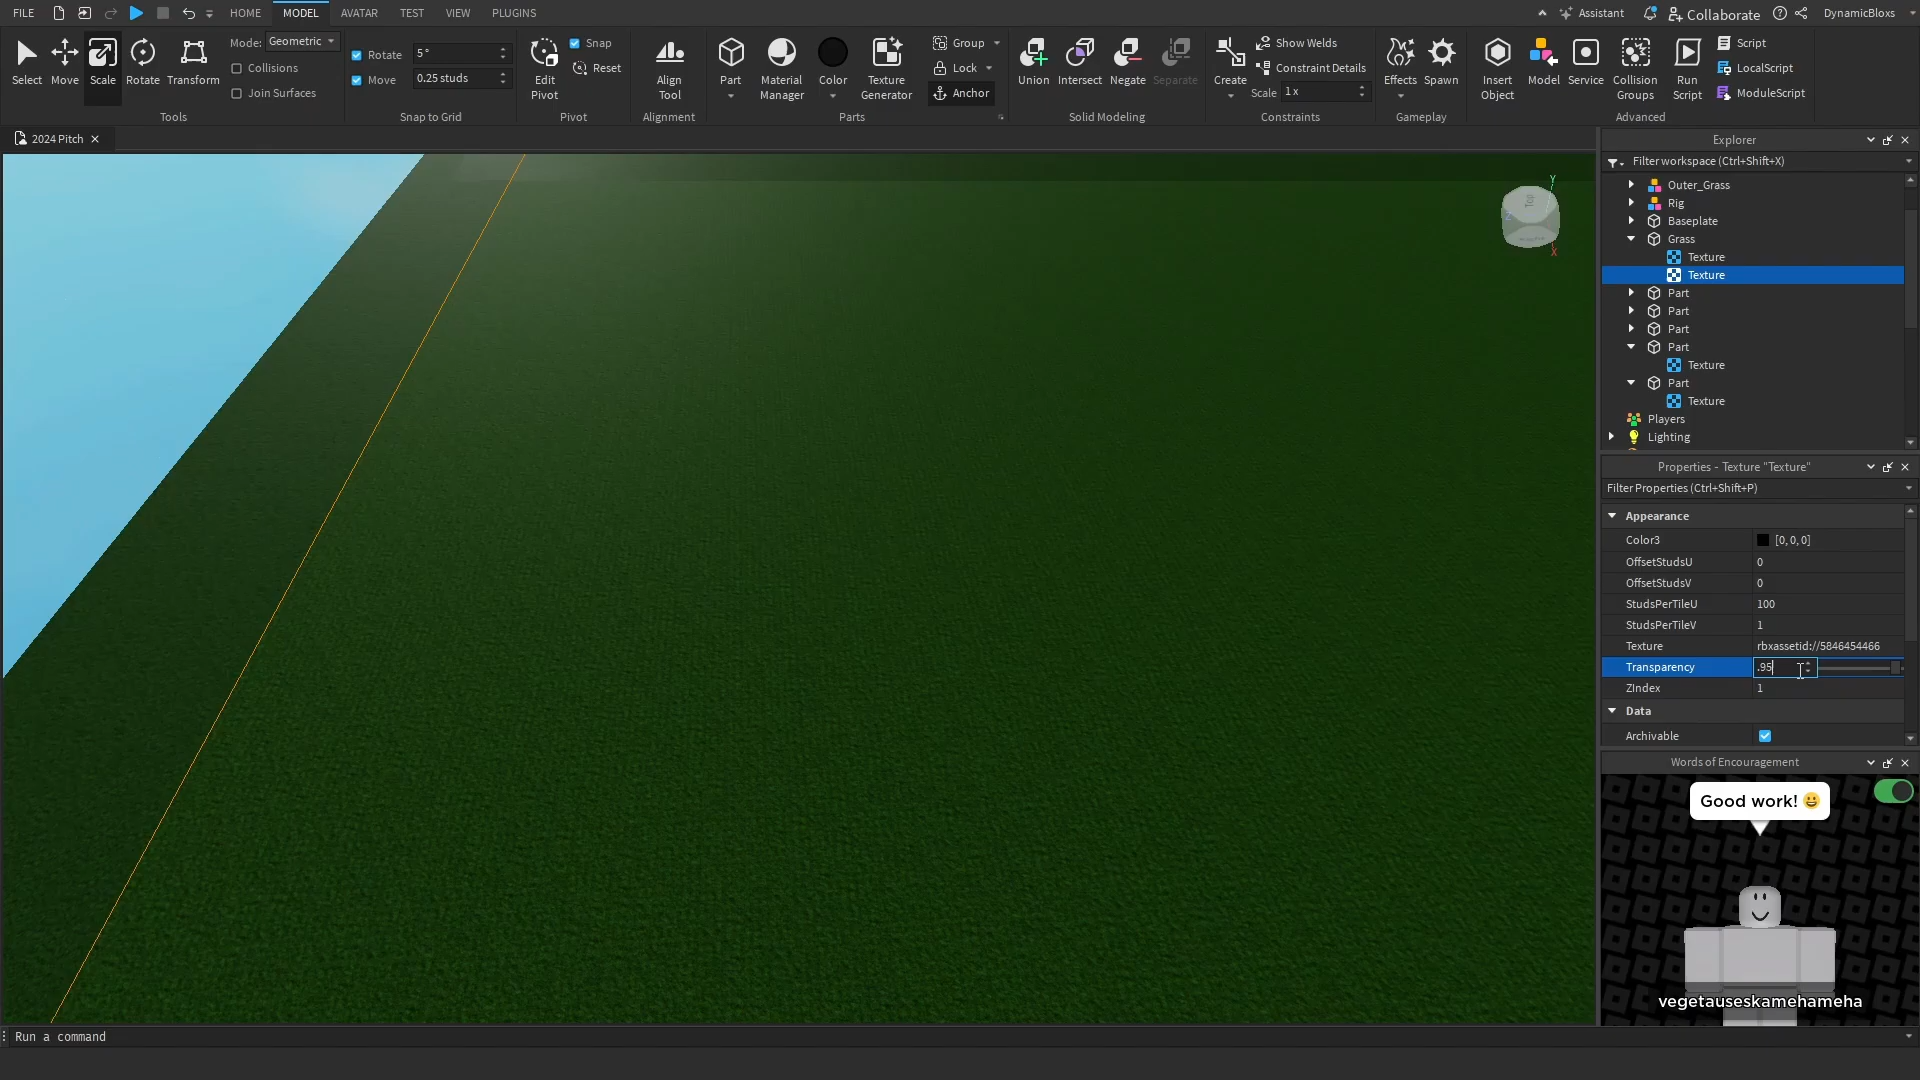 FILE HOME MODEL AVATAR TEST VIEW PLUGINS Assistant Collaborate DynamicBloxs
Select Move Scale Rotate Transform
Mode: Geometric
Collisions
Join Surfaces
Tools
Rotate 5 °
Move 0.25 studs
Snap to Grid
Edit Pivot
Snap
Reset
Pivot
Align Tool
Alignment
Part
Material Manager
Color
Texture Generator
Group
Lock
Anchor
Parts
Union Intersect Negate Separate
Solid Modeling
Create
Show Welds
Constraint Details
Scale 1 x
Constraints
Effects Spawn
Gameplay
Insert Object
Model
Service
Collision Groups
Run Script
Script
LocalScript
ModuleScript
Advanced
2024 Pitch
Top
Y
Z
X
Explorer
Filter workspace (Ctrl+Shift+X)
Outer_Grass
Rig
Baseplate
Grass
Texture
Texture
Part
Part
Part
Part
Texture
Part
Texture
Players
Lighting
Properties - Texture "Texture"
Filter Properties (Ctrl+Shift+P)
Appearance
Color3 [0, 0, 0]
OffsetStudsU 0
OffsetStudsV 0
StudsPerTileU 100
StudsPerTileV 1
Texture rbxassetid://5846454466
Transparency .95
ZIndex 1
Data
Archivable
Words of Encouragement
Good work! 😀
vegetauseskamehameha
Run a command